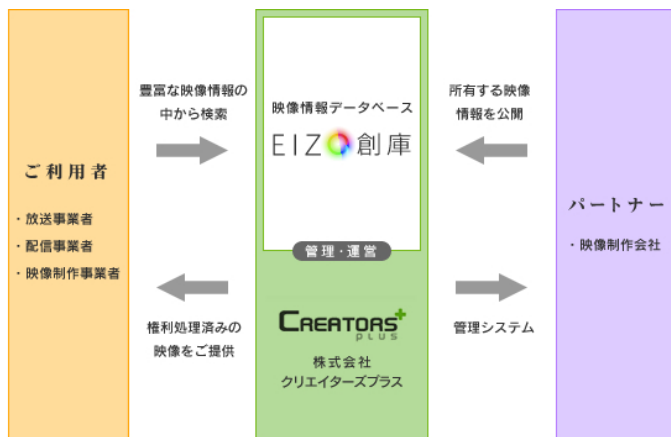 ご利用者
・放送事業者
・配信事業者
・映像制作事業者
豊富な映像情報の
中から検索
権利処理済みの
映像をご提供
映像情報データベース
EIZO創庫
管理・運営
CREATORS+
PLUS
株式会社
クリエイターズプラス
所有する映像
情報を公開
管理システム
パートナー
・映像制作会社